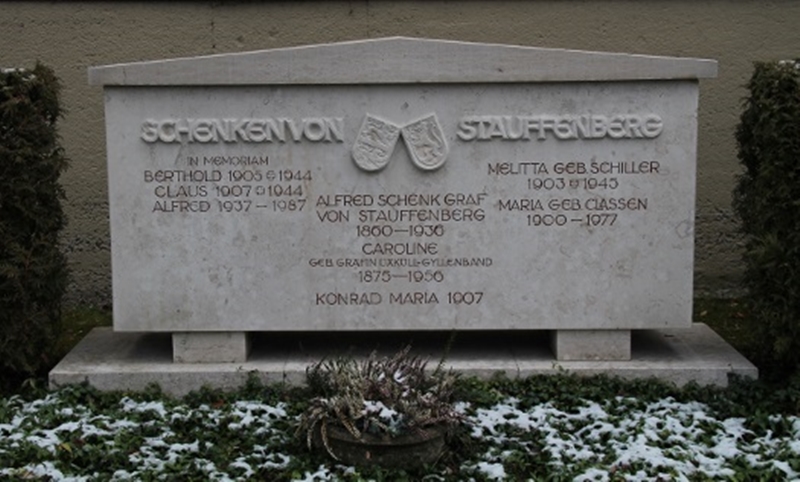 SCHENKEN VON STAUFFENBERG
IN MEMORIAM
BERTHOLD 1905 1944
CLAUS 1907 1944
ALFRED 1937 – 1987
ALFRED SCHENK GRAF
VON STAUFFENBERG
1860 – 1936
CAROLINE
GEB. GRÄFIN ÜXKÜLL-GYLLENBAND
1875 – 1956
KONRAD MARIA 1907
MELITTA GEB. SCHILLER
1903 1945
MARIA GEB. CLASSEN
1900 – 1977